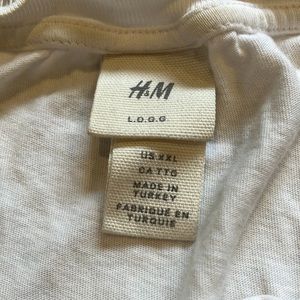 H&M
L.O.G.G.
US XXL
CA TTG
MADE IN
TURKEY
FABRIQUÉ EN
TURQUIE